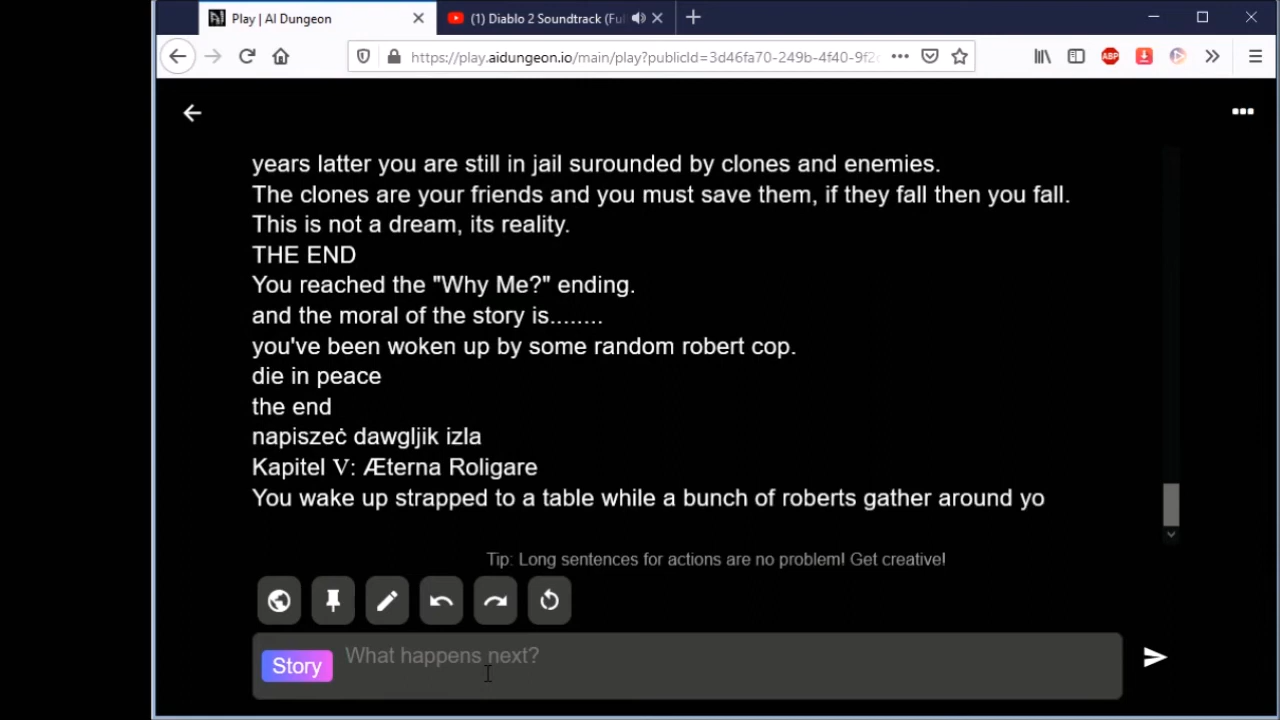 Play | AI Dungeon
(1) Diablo 2 Soundtrack (Ful
https://play.aidungeon.io/main/play?publicId=3d46fa70-249b-4f40-9f2c
ABP
years latter you are still in jail surounded by clones and enemies.
The clones are your friends and you must save them, if they fall then you fall.
This is not a dream, its reality.
THE END
You reached the "Why Me?" ending.
and the moral of the story is........
you've been woken up by some random robert cop.
die in peace
the end
napiszeċ dawgljik izla
Kapitel V: Æterna Roligare
You wake up strapped to a table while a bunch of roberts gather around yo
Tip: Long sentences for actions are no problem! Get creative!
Story
What happens next?